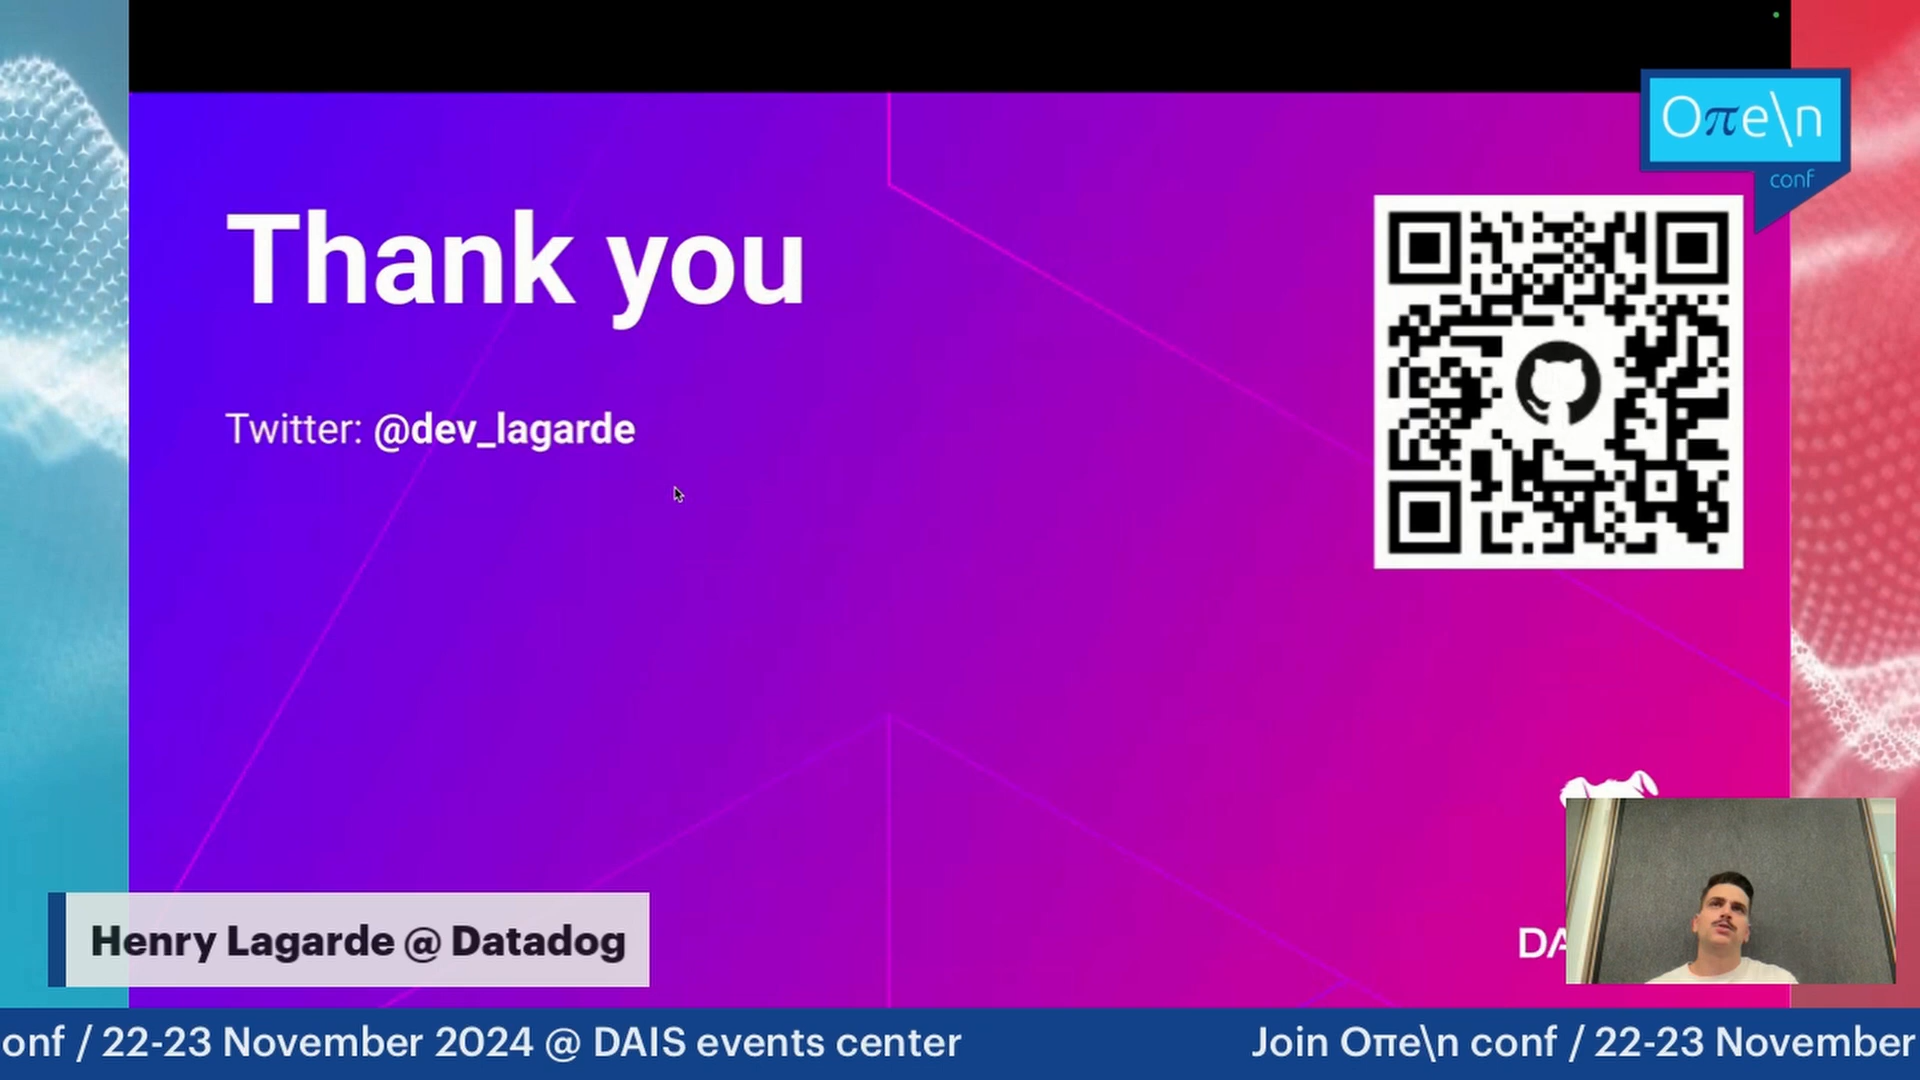 Oπe\n
conf
Thank you
Twitter: @dev_lagarde
DA
Henry Lagarde @ Datadog
onf / 22-23 November 2024 @ DAIS events center
Join Oπe\n conf / 22-23 November